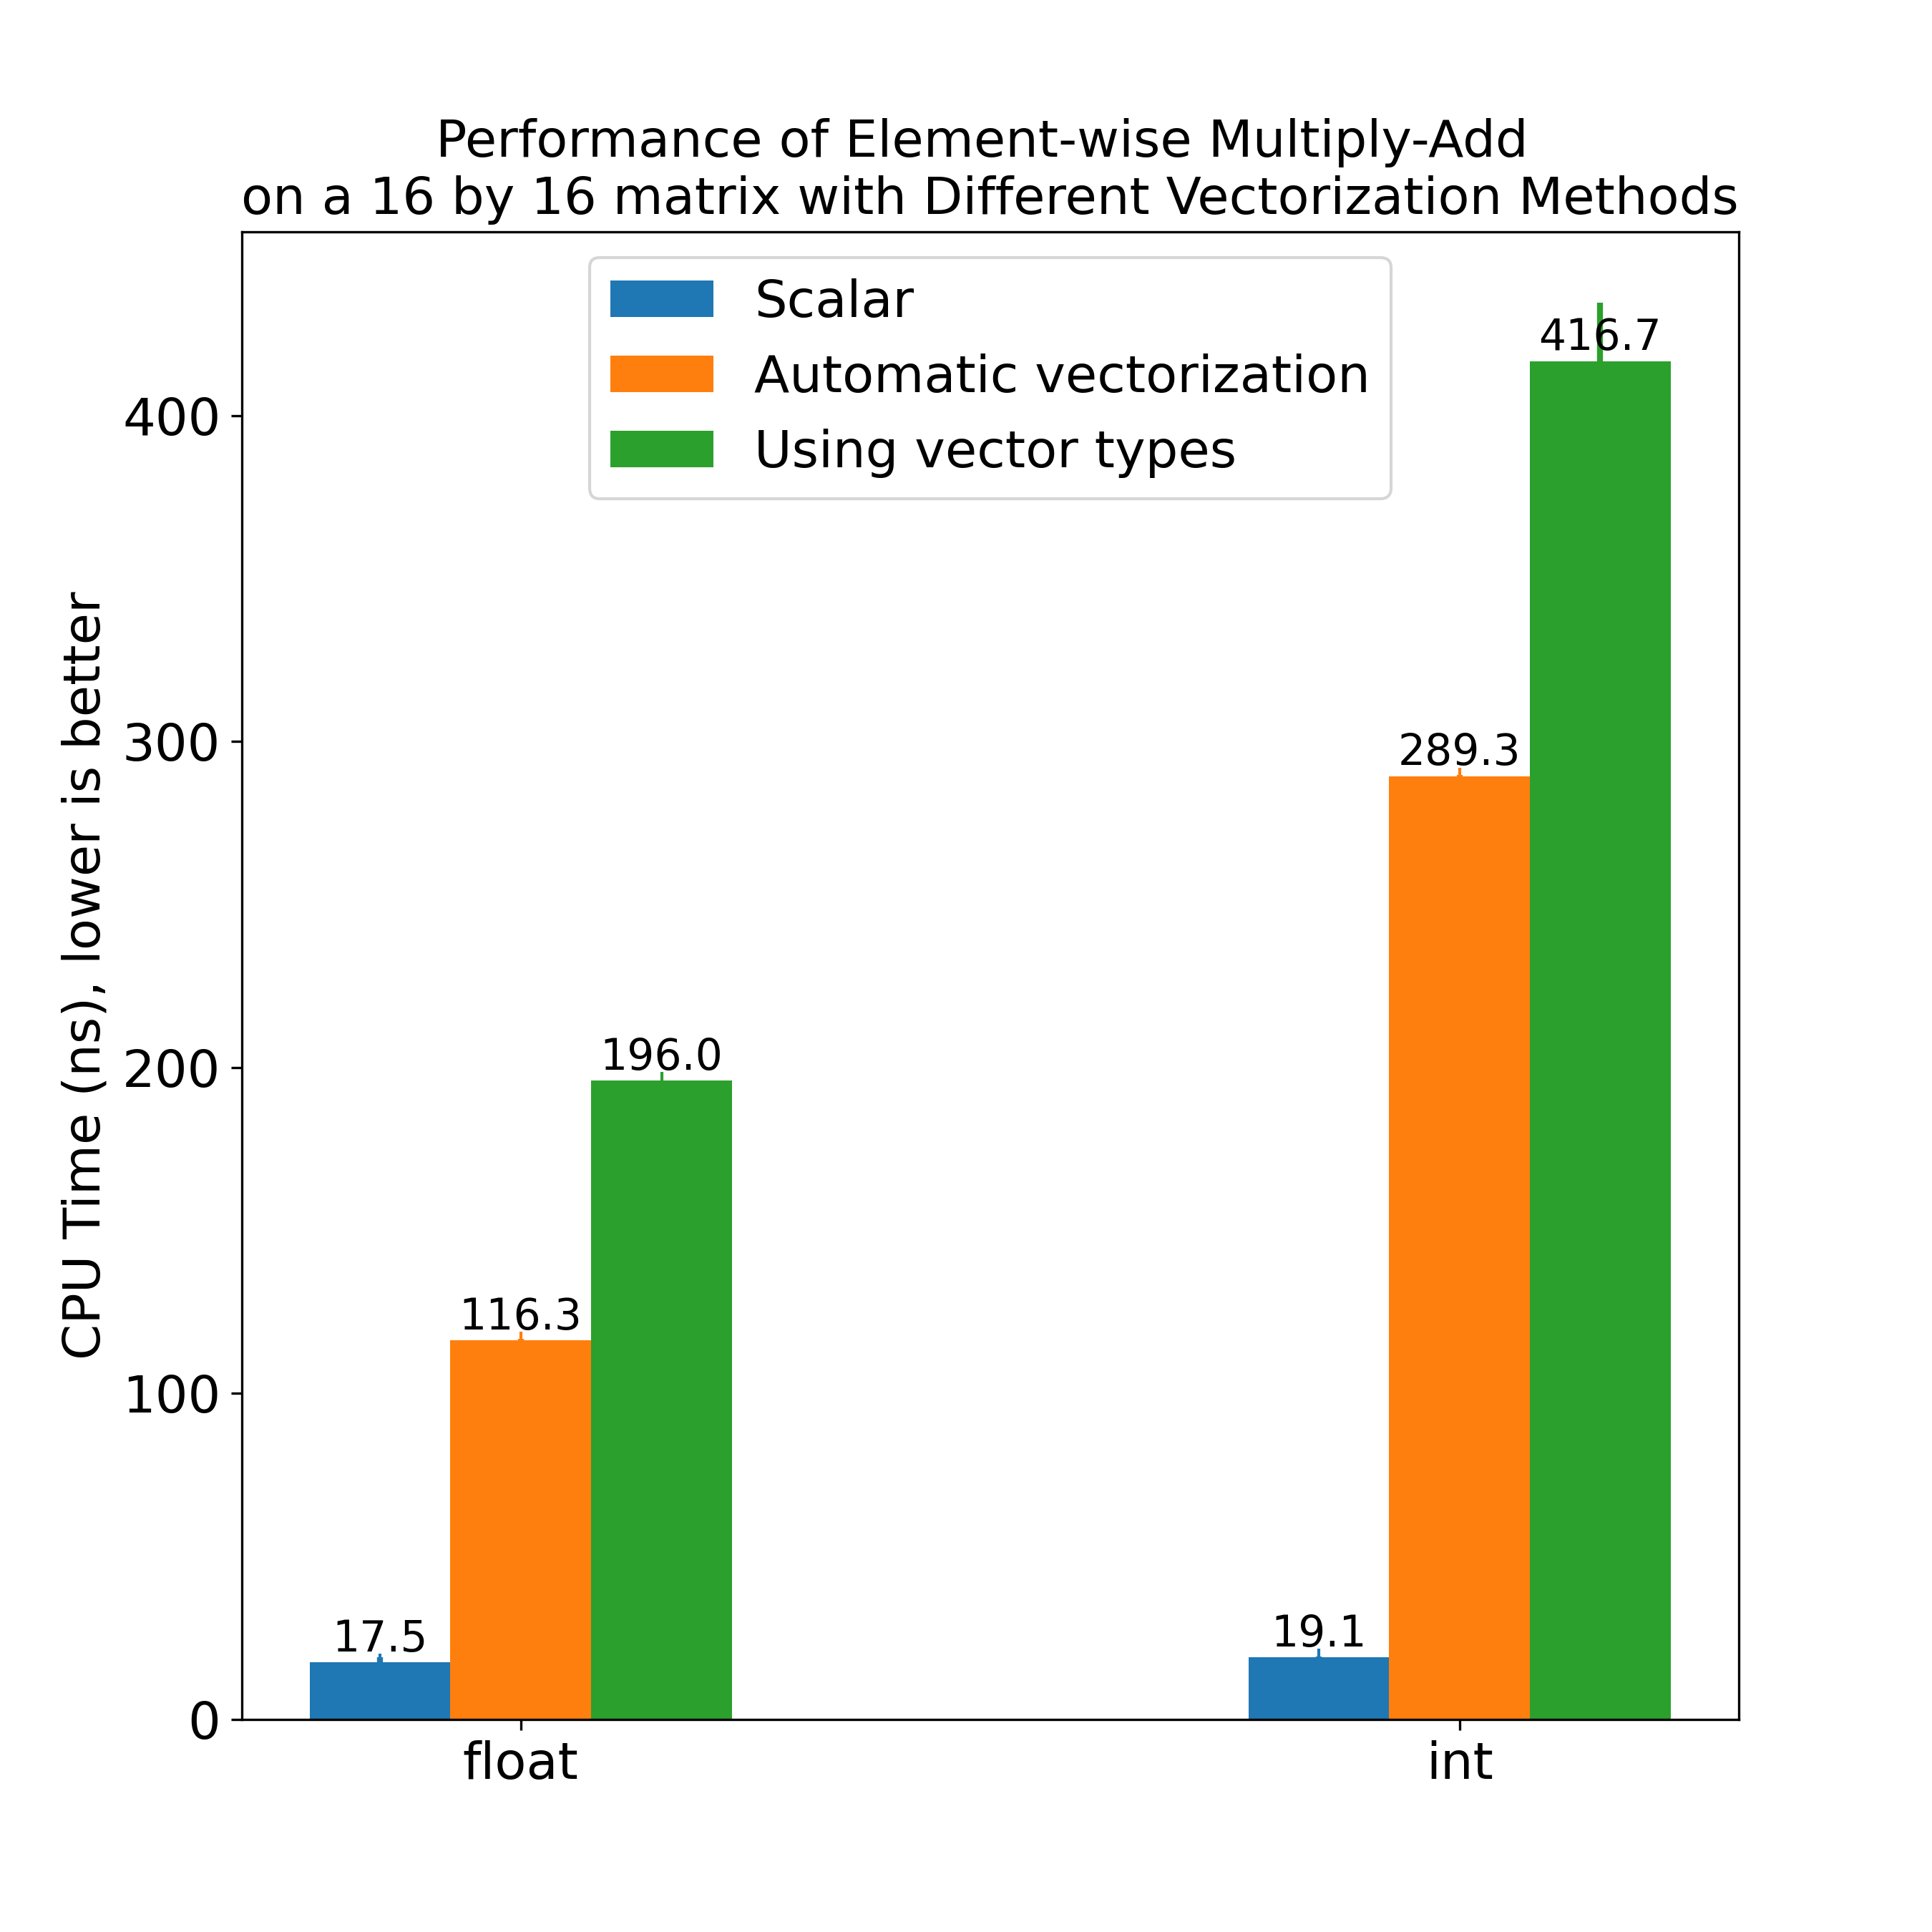 Performance of Element-wise Multiply-Add
on a 16 by 16 matrix with Different Vectorization Methods
Scalar
Automatic vectorization
Using vector types
CPU Time (ns), lower is better
400
300
200
100
0
17.5
116.3
196.0
19.1
289.3
416.7
float
int